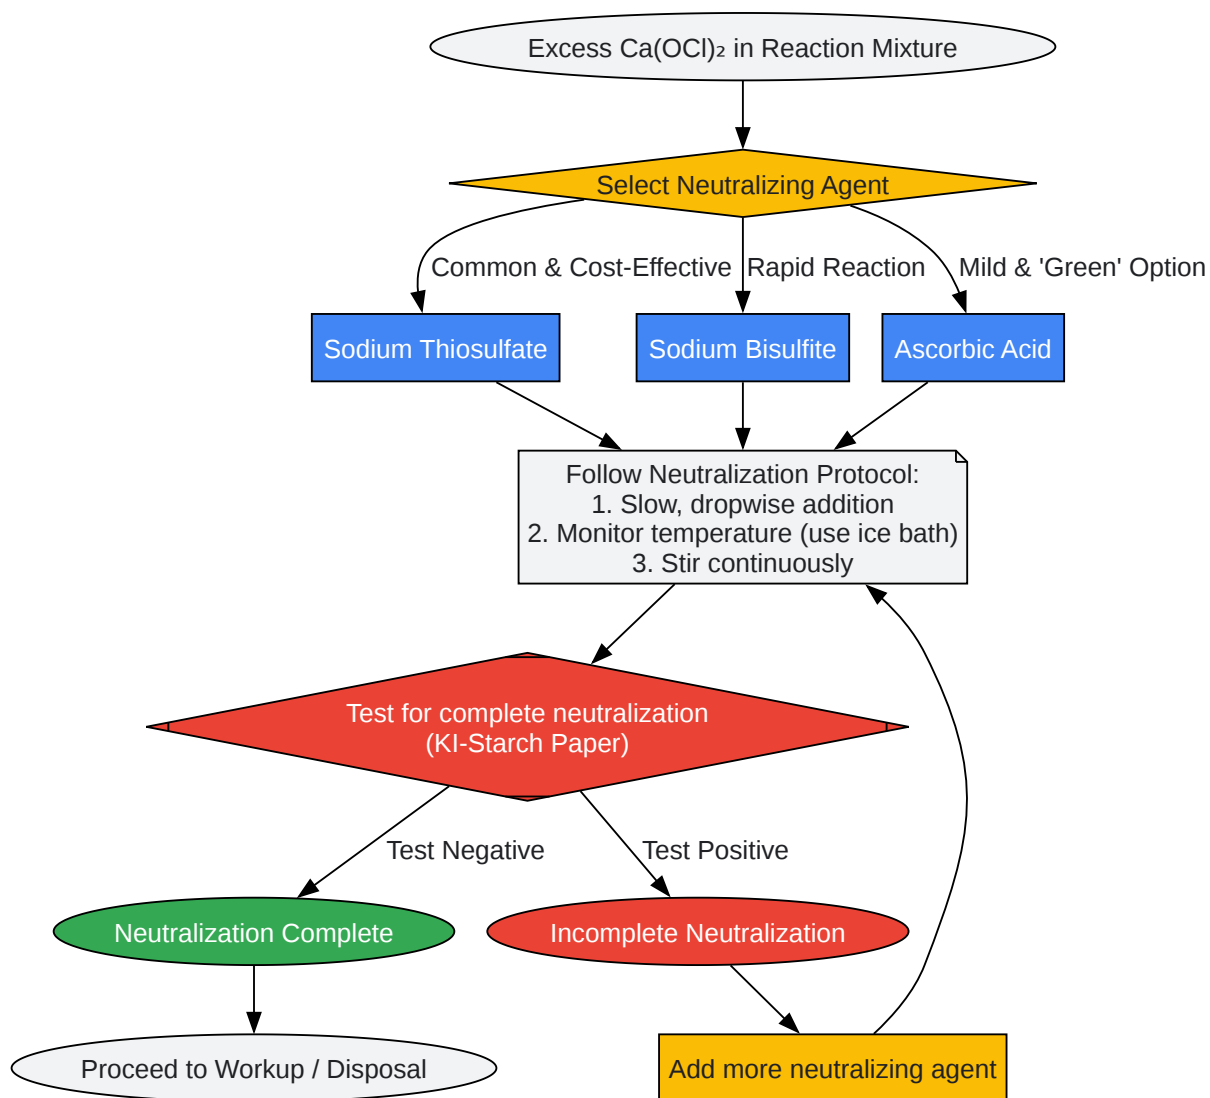 Excess Ca(OCl)₂ in Reaction Mixture
Select Neutralizing Agent
Common & Cost-Effective
Rapid Reaction
Mild & 'Green' Option
Sodium Thiosulfate
Sodium Bisulfite
Ascorbic Acid
Follow Neutralization Protocol:
1. Slow, dropwise addition
2. Monitor temperature (use ice bath)
3. Stir continuously
Test for complete neutralization
(KI-Starch Paper)
Test Negative
Test Positive
Neutralization Complete
Incomplete Neutralization
Proceed to Workup / Disposal
Add more neutralizing agent